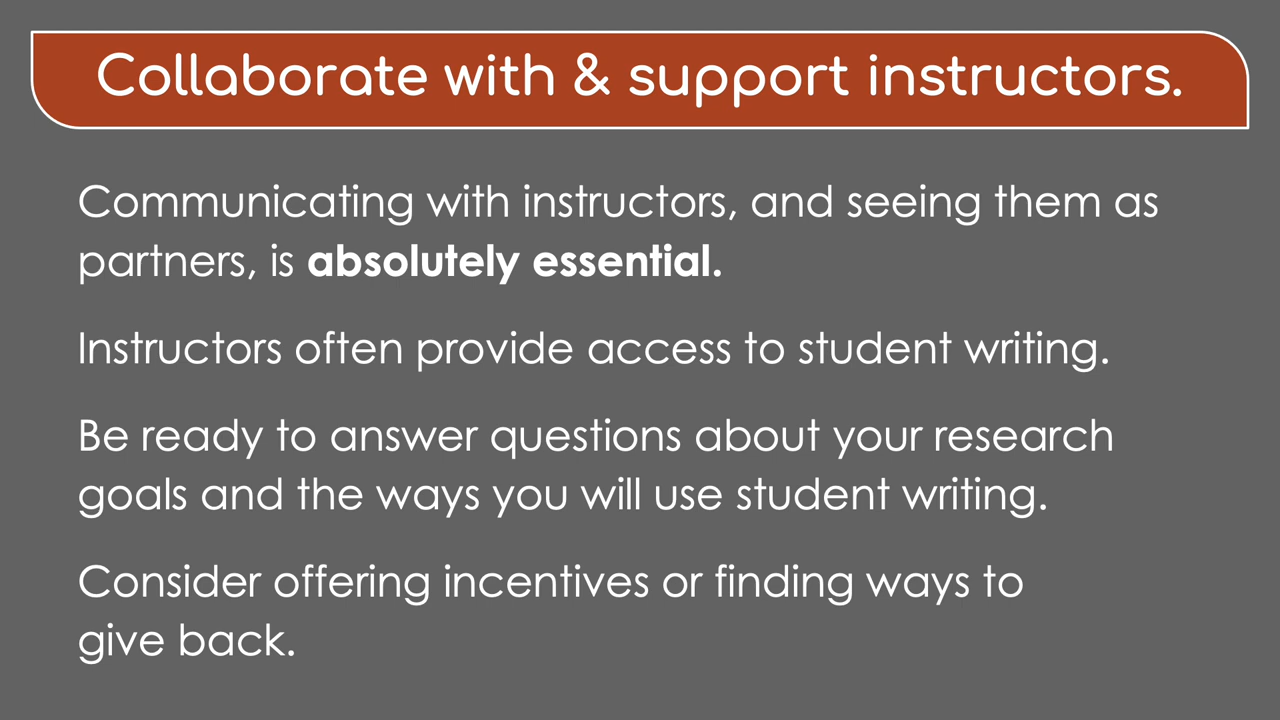 Collaborate with & support instructors.
Communicating with instructors, and seeing them as
partners, is absolutely essential.
Instructors often provide access to student writing.
Be ready to answer questions about your research
goals and the ways you will use student writing.
Consider offering incentives or finding ways to
give back.